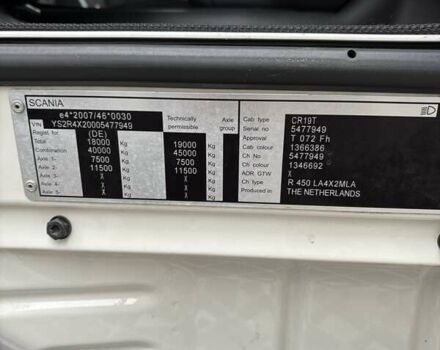 SCANIA
e4*2007/46*0030
VIN YS2R4X20005477949
Regist. for (DE) Technically permissible Axle group
Total 18000 Kg 19000 Kg
Combination 40000 Kg 45000 Kg
Axle 1- 7500 Kg 7500 Kg
Axle 2- 11500 Kg 11500 Kg
Axle 3- X Kg X Kg
Axle 4- X Kg X Kg
Axle 5- X Kg X Kg
Cab type CR19T
Serial no 5477949
Approval T 072 Fh
Cab colour 1366386
Ch No 5477949
Ch colour 1346692
ADR GTW X
Ch type R 450 LA4X2MLA
Produced in THE NETHERLANDS